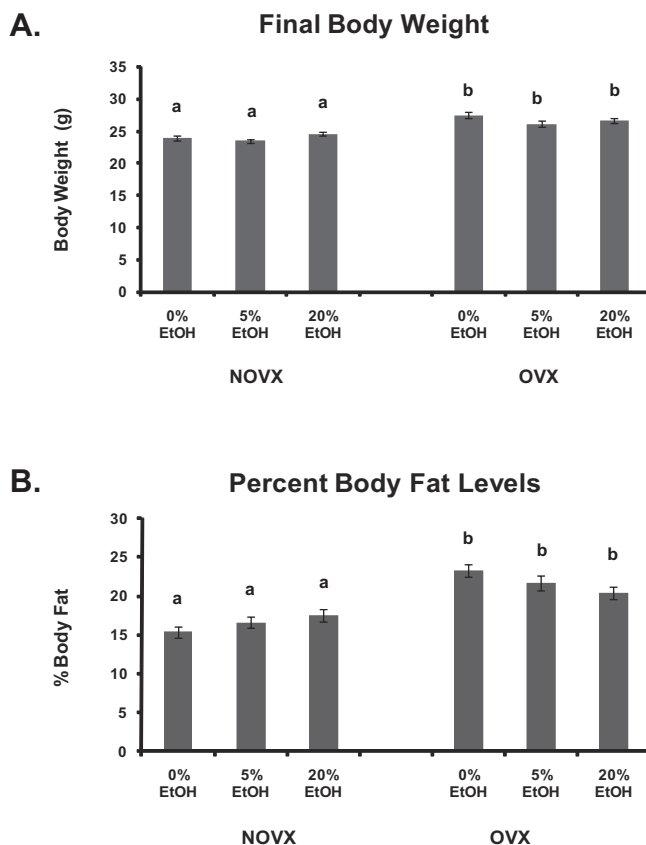 A.
Final Body Weight
Body Weight (g)
35
30
25
20
15
10
5
0
a
a
a
b
b
b
0%
EtOH
5%
EtOH
20%
EtOH
0%
EtOH
5%
EtOH
20%
EtOH
NOVX
OVX
B.
Percent Body Fat Levels
% Body Fat
30
25
20
15
10
5
0
a
a
a
b
b
b
0%
EtOH
5%
EtOH
20%
EtOH
0%
EtOH
5%
EtOH
20%
EtOH
NOVX
OVX